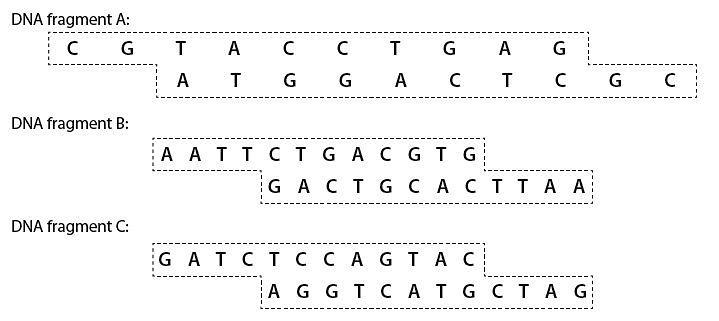 DNA fragment A:
C G T A C C T G A G
A T G G A C T C G C
DNA fragment B:
A A T T C T G A C G T G
G A C T G C A C T T A A
DNA fragment C:
G A T C T C C A G T A C
A G G T C A T G C T A G